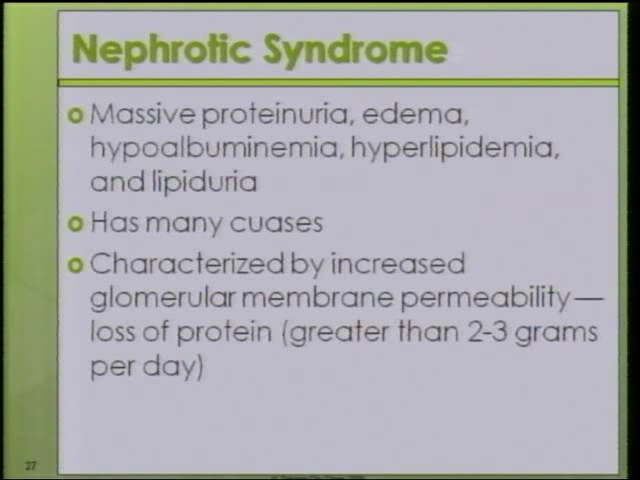 Nephrotic Syndrome
Massive proteinuria, edema,
hypoalbuminemia, hyperlipidemia,
and lipiduria
Has many cuases
Characterized by increased
glomerular membrane permeability—
loss of protein (greater than 2-3 grams
per day)
27